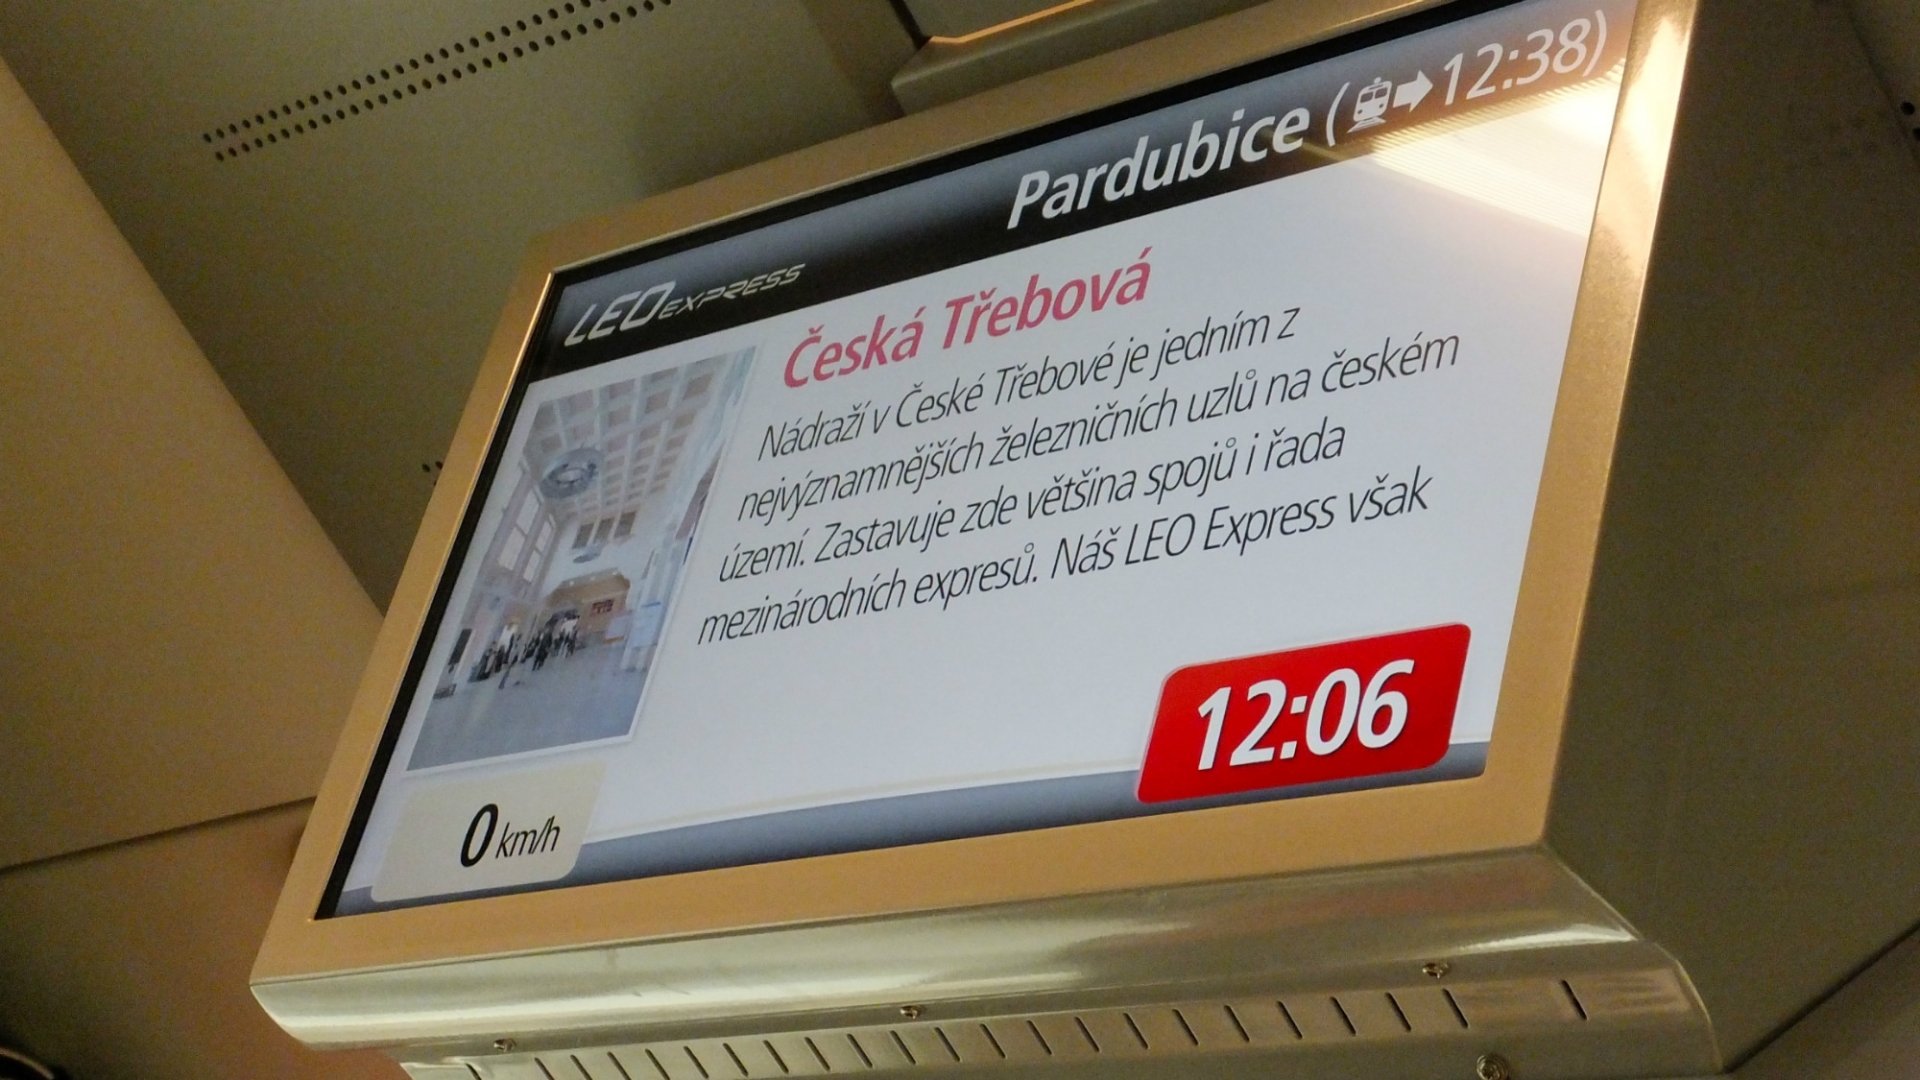 Pardubice (→12:38)
LEO EXPRESS
Česká Třebová
Nádraží v České Třebové je jedním z
nejvýznamnějších železničních uzlů na českém
území. Zastavuje zde většina spojů i řada
mezinárodních expresů. Náš LEO Express však
12:06
0 km/h